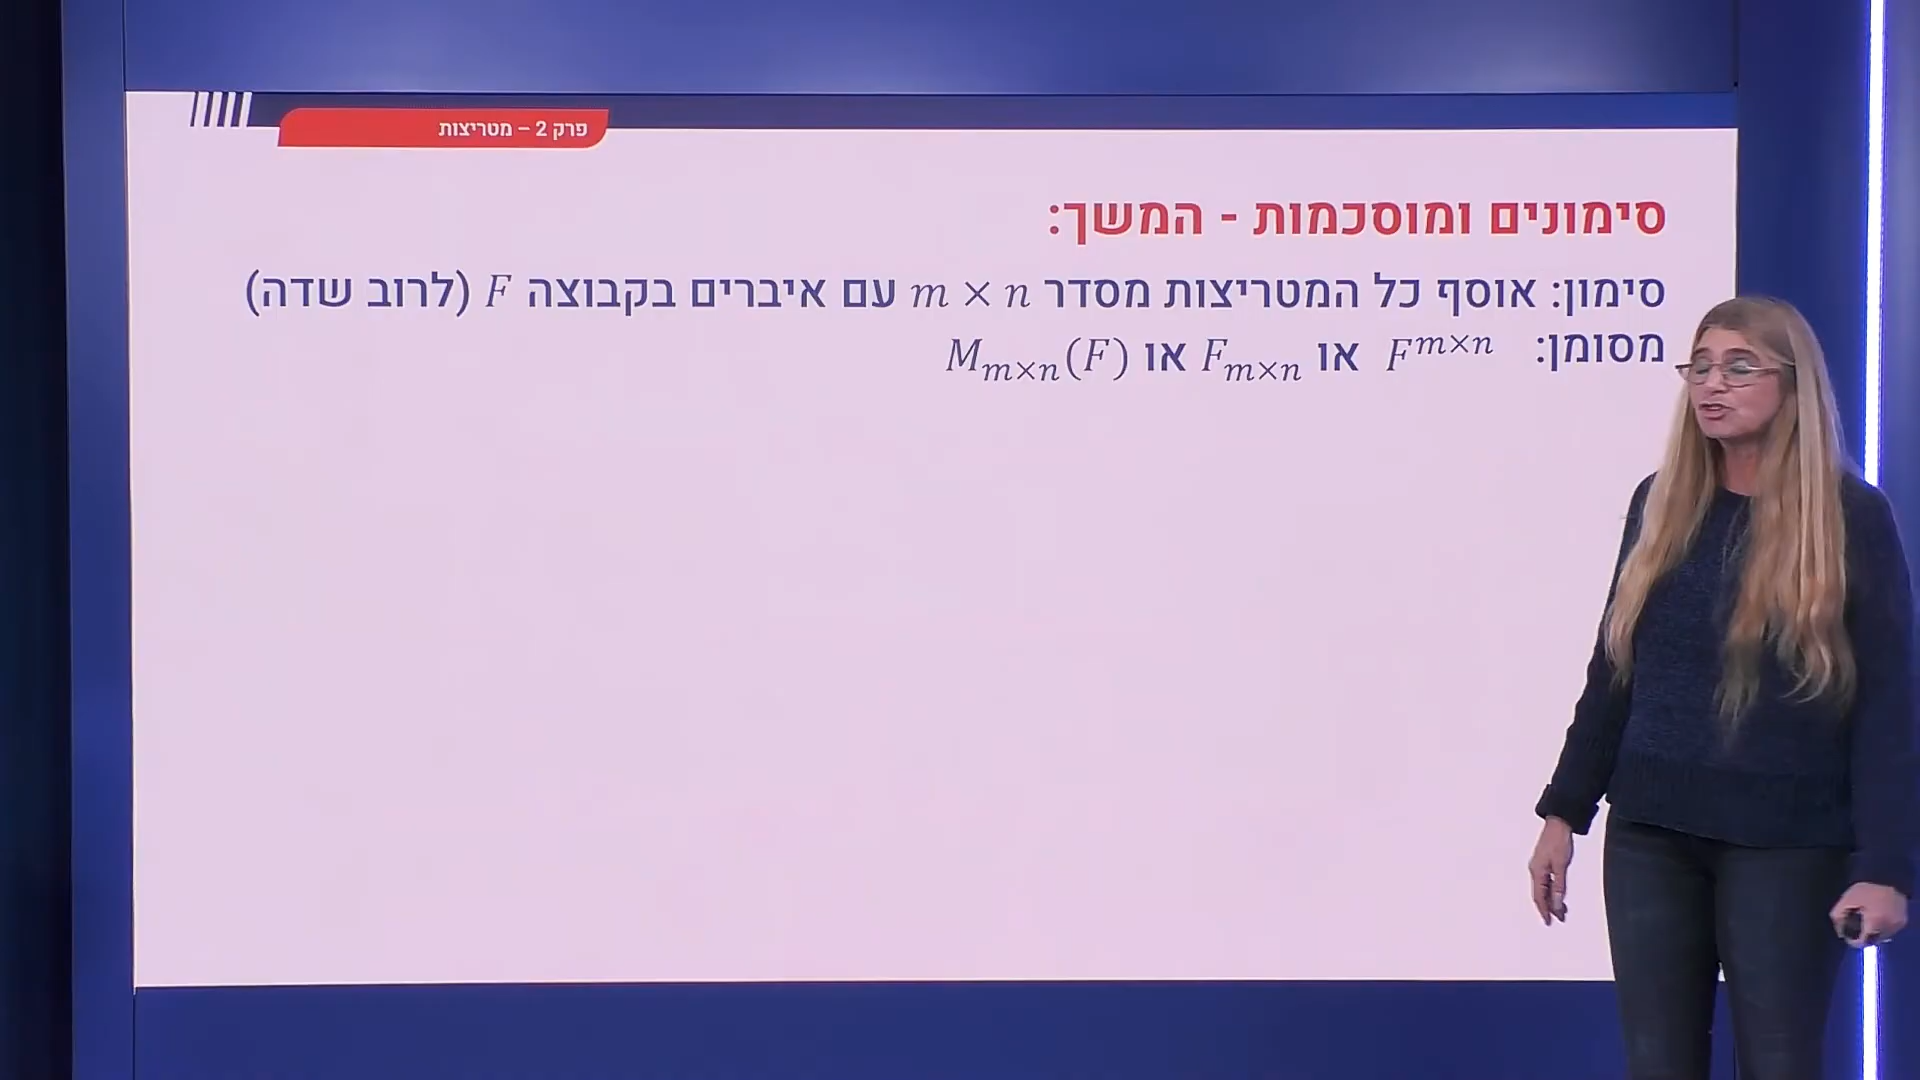 פרק 2 – מטריצות
סימונים ומוסכמות - המשך:
סימון: אוסף כל המטריצות מסדר m × n עם איברים בקבוצה F (לרוב שדה)
מסומן: F^{m×n} או F_{m×n} או M_{m×n}(F)